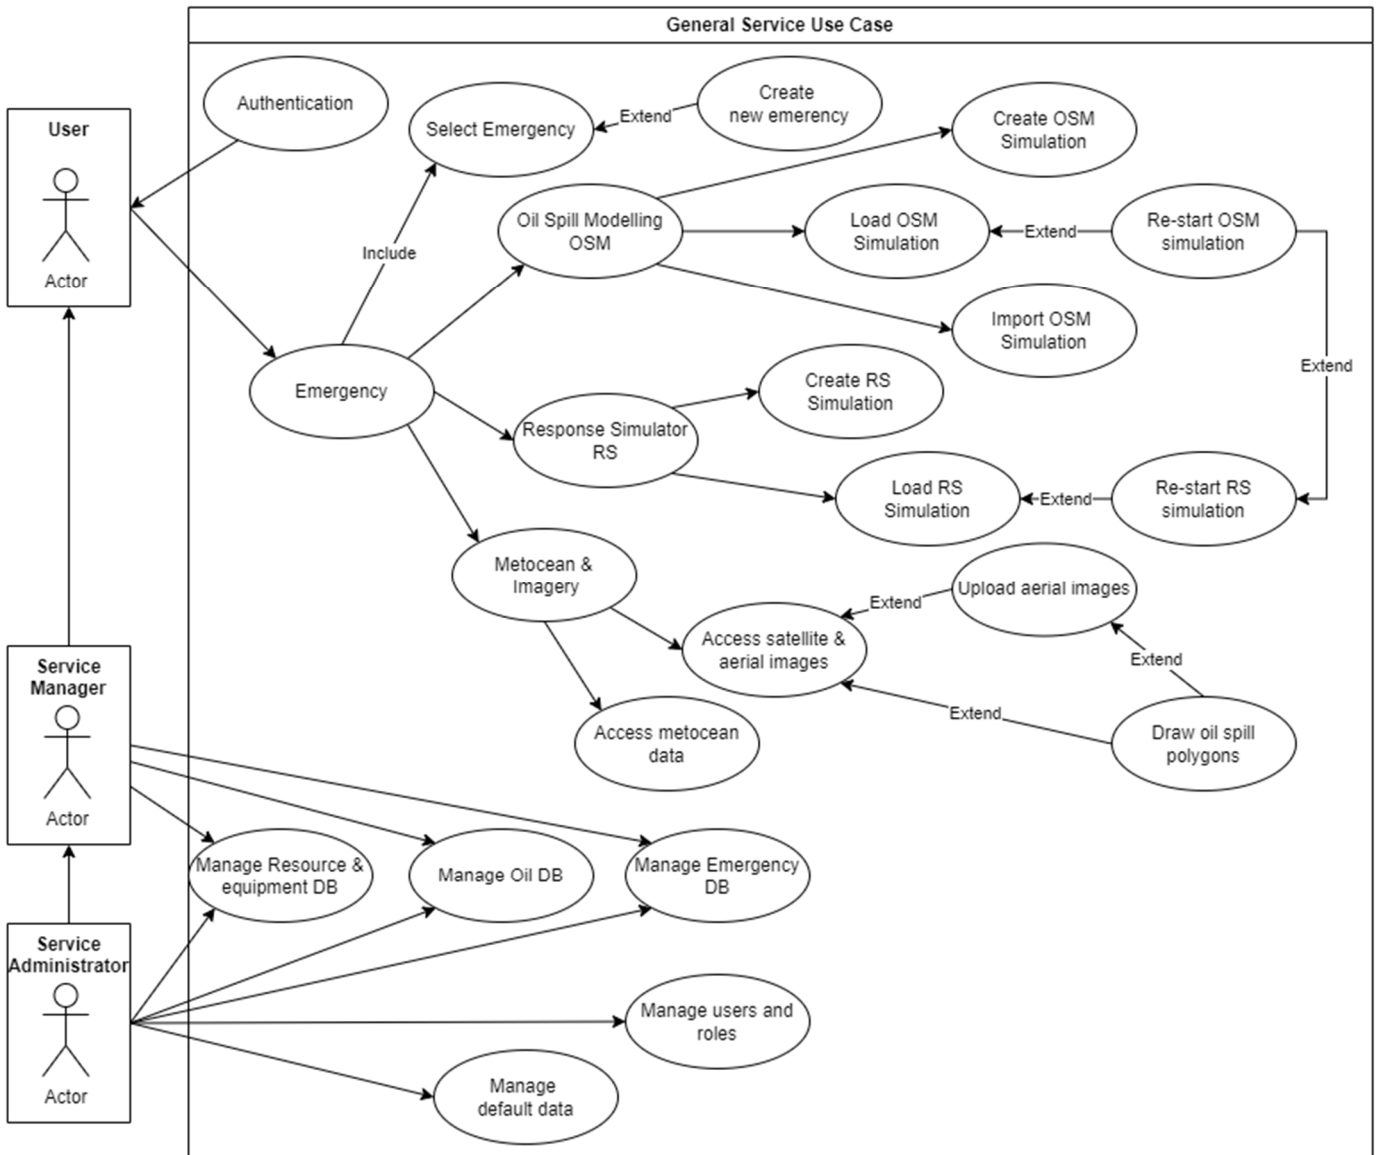 General Service Use Case
User
Actor
Authentication
Select Emergency
Extend
Create
new emerency
Create OSM
Simulation
Include
Oil Spill Modelling
OSM
Load OSM
Simulation
Extend
Re-start OSM
simulation
Import OSM
Simulation
Extend
Emergency
Create RS
Simulation
Response Simulator
RS
Load RS
Simulation
Extend
Re-start RS
simulation
Metocean &
Imagery
Extend
Upload aerial images
Access satellite &
aerial images
Extend
Extend
Access metocean
data
Draw oil spill
polygons
Service
Manager
Actor
Manage Resource &
equipment DB
Manage Oil DB
Manage Emergency
DB
Service
Administrator
Actor
Manage users and
roles
Manage
default data